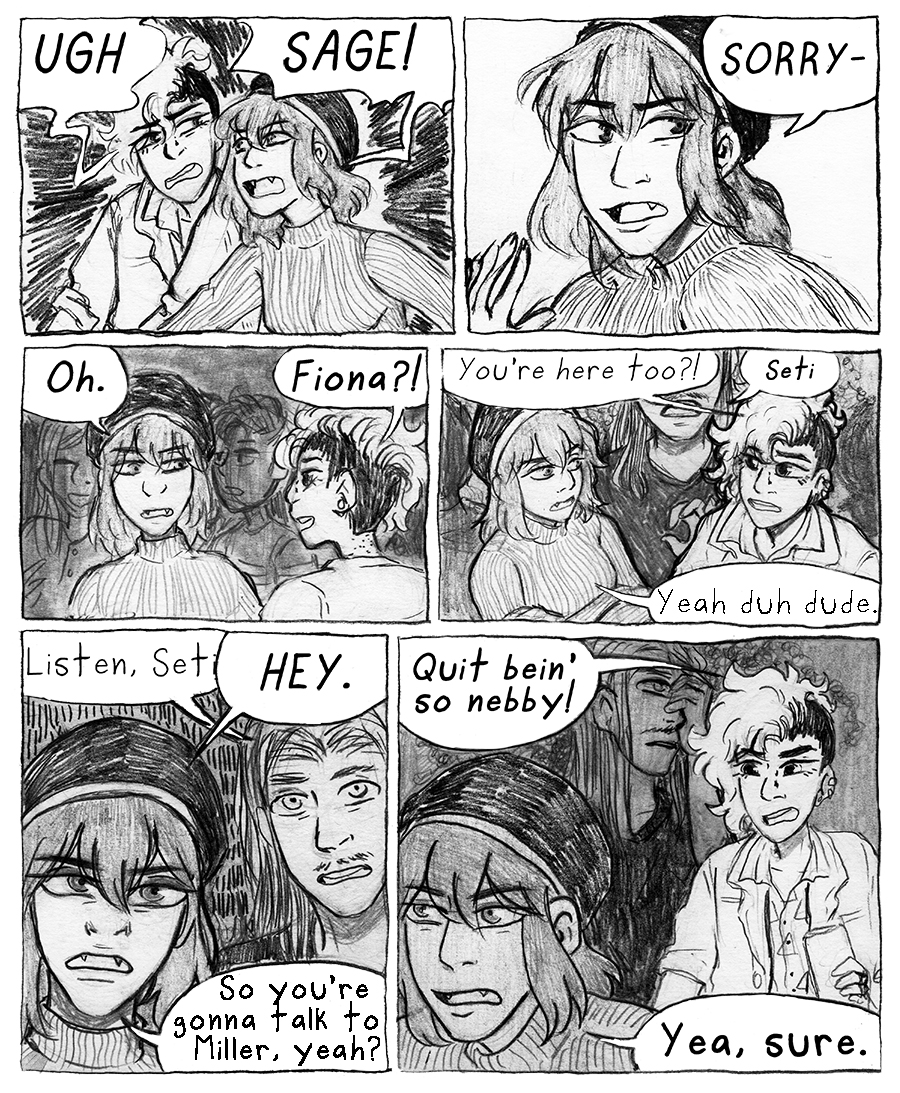 UGH
SAGE!
SORRY-
Oh.
Fiona?!
You're here too?!
Seti
Yeah duh dude.
Listen, Seti
HEY.
So you're
gonna talk to
Miller, yeah?
Quit bein'
so nebby!
Yea, sure.